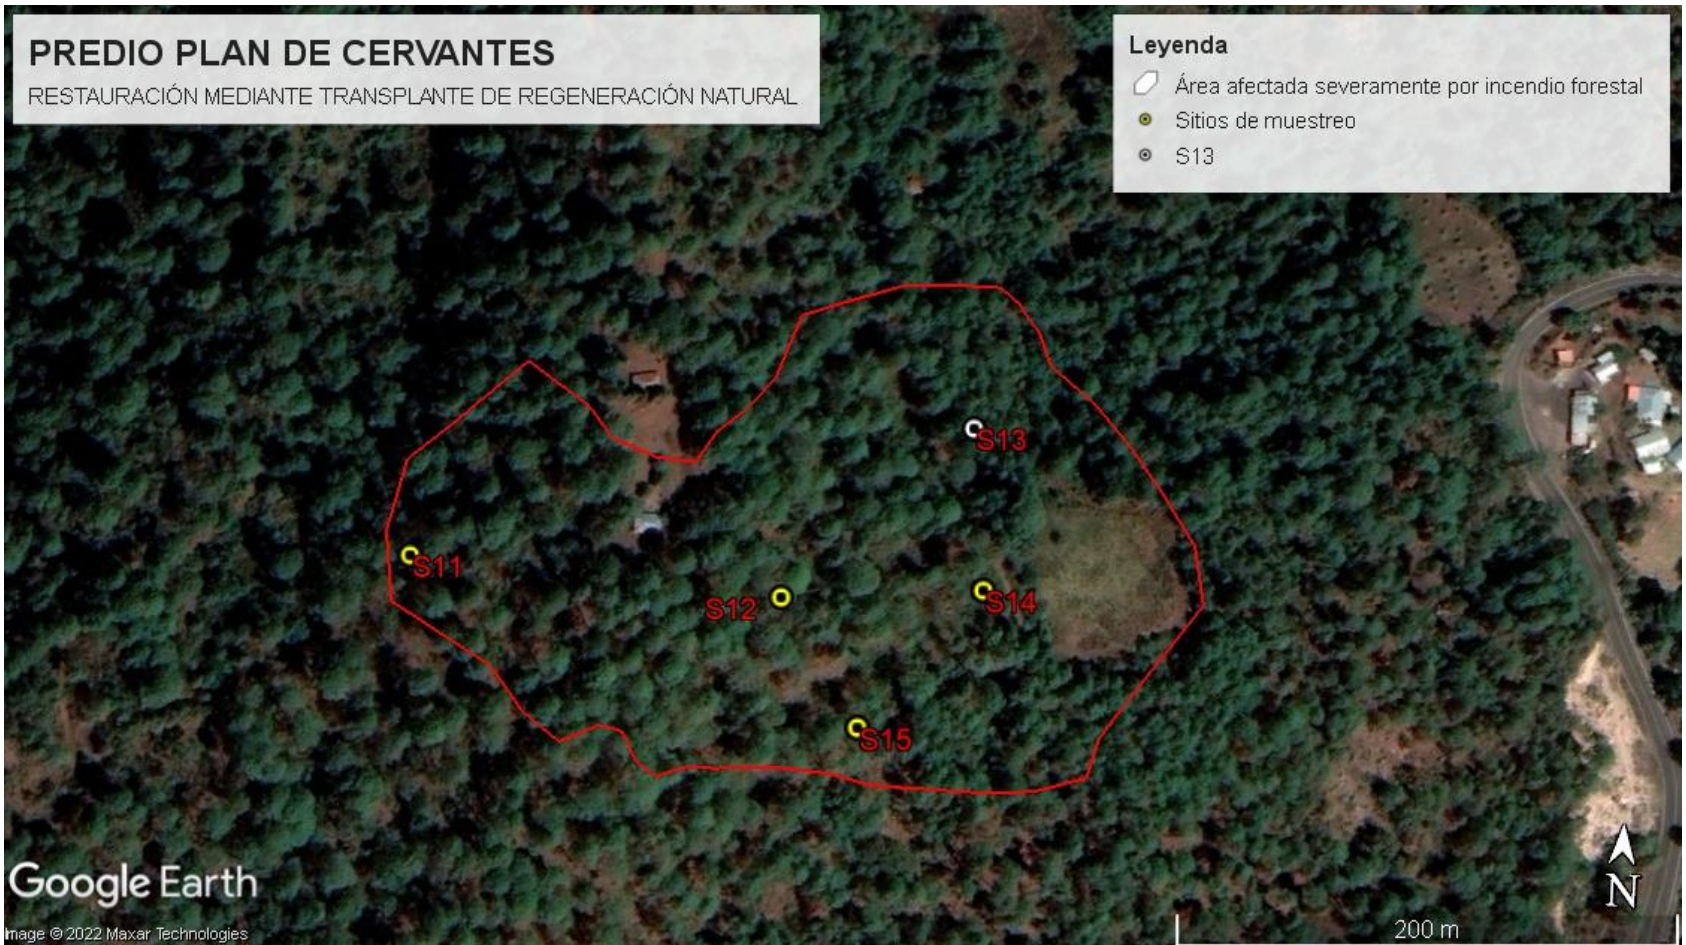 PREDIO PLAN DE CERVANTES
RESTAURACIÓN MEDIANTE TRANSPLANTE DE REGENERACIÓN NATURAL
Leyenda
Área afectada severamente por incendio forestal
Sitios de muestreo
S13
S13
S11
S12
S14
S15
Google Earth
mage © 2022 Maxar Technologies
N
200 m